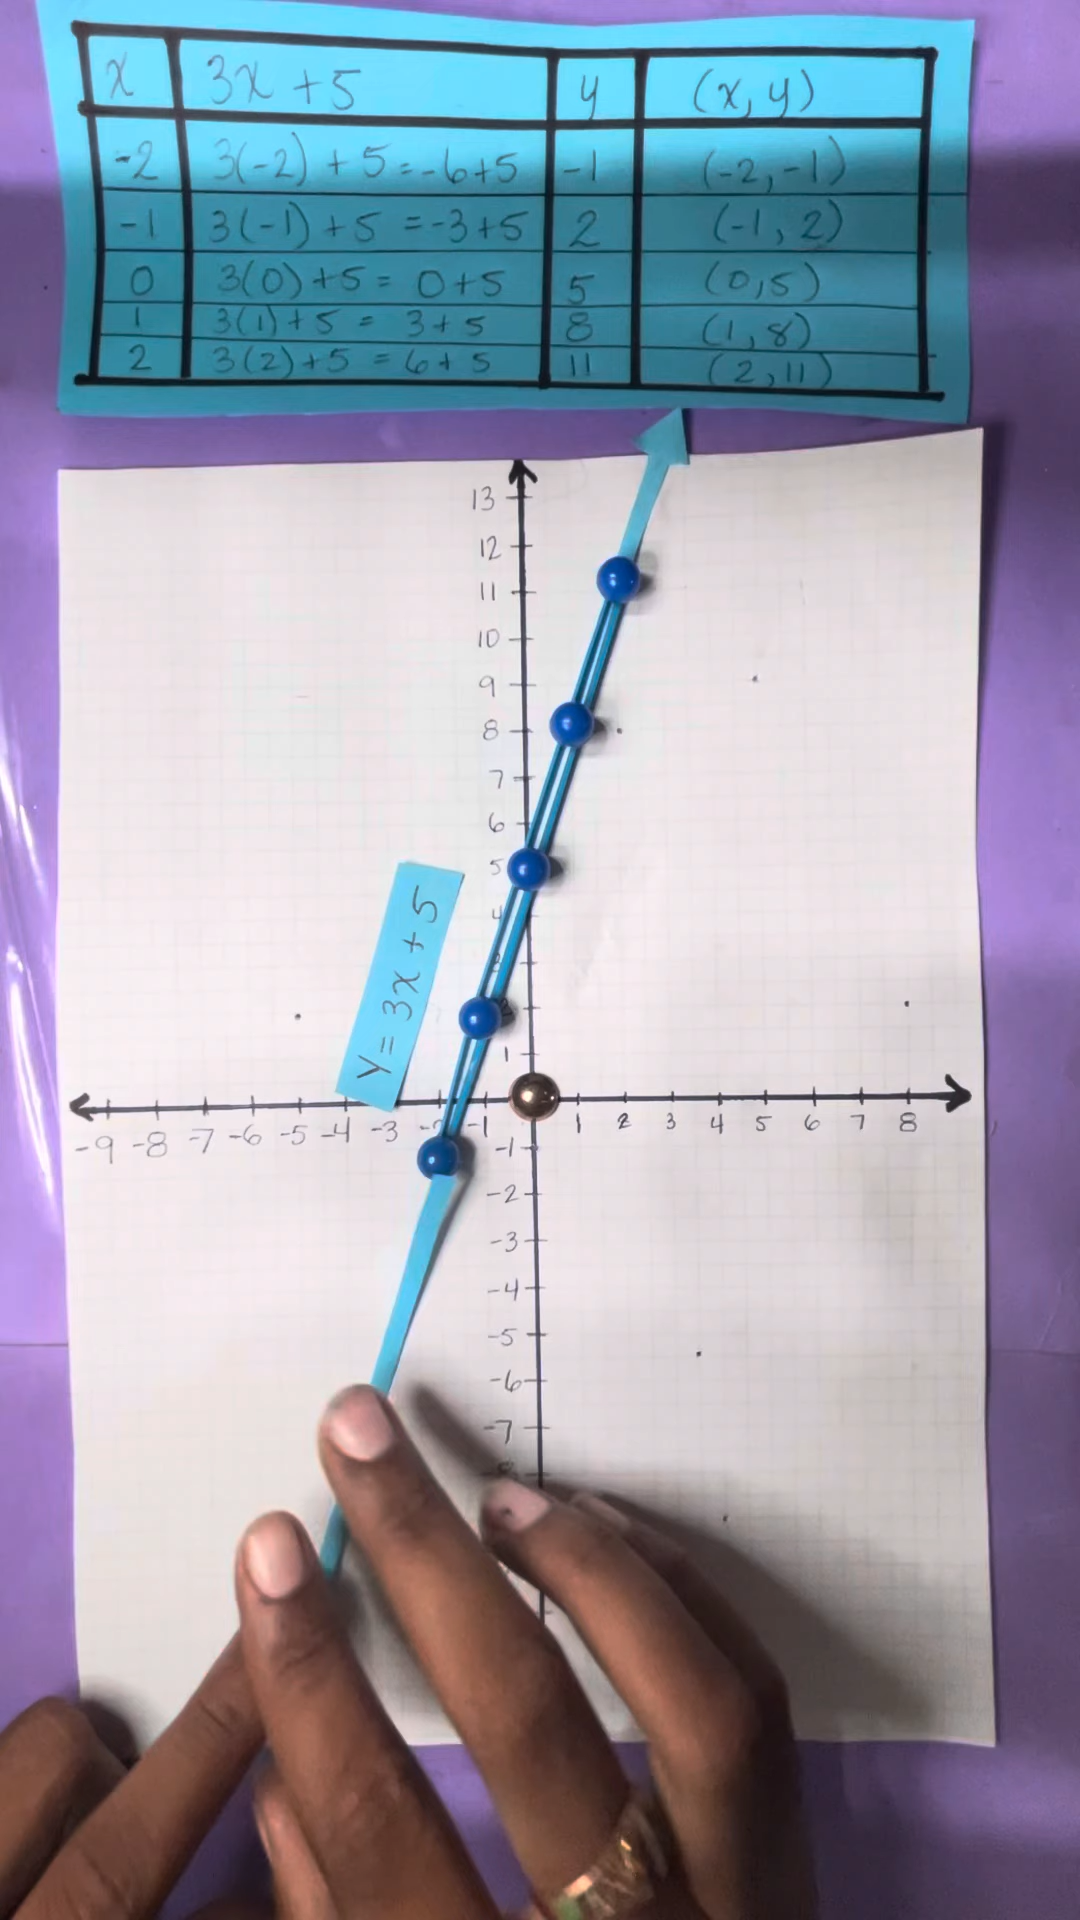 x 3x + 5 y (x, y)
-2 3(-2) + 5 = -6+5 -1 (-2, -1)
-1 3(-1) + 5 = -3+5 2 (-1, 2)
0 3(0) + 5 = 0+5 5 (0, 5)
1 3(1) + 5 = 3+5 8 (1, 8)
2 3(2) + 5 = 6+5 11 (2, 11)
13
12
11
10
9
8
7
6
5
4
1
y = 3x + 5
-9 -8 -7 -6 -5 -4 -3 -2 -1 1 2 3 4 5 6 7 8
-1
-2
-3
-4
-5
-6
-7